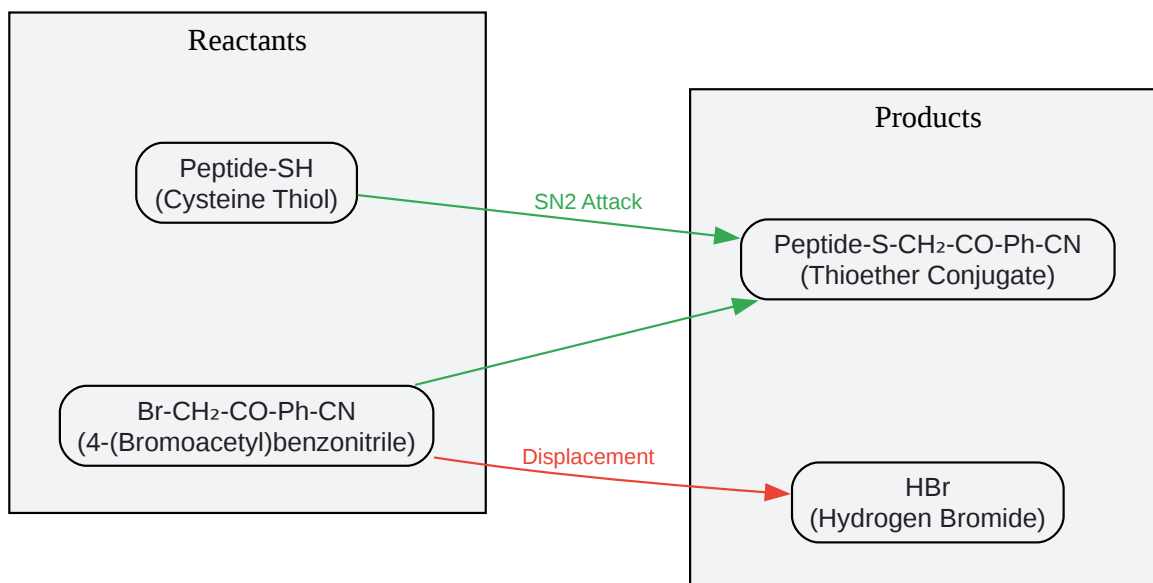 Reactants
Peptide-SH
(Cysteine Thiol)
Br-CH₂-CO-Ph-CN
(4-(Bromoacetyl)benzonitrile)
SN2 Attack
Displacement
Products
Peptide-S-CH₂-CO-Ph-CN
(Thioether Conjugate)
HBr
(Hydrogen Bromide)